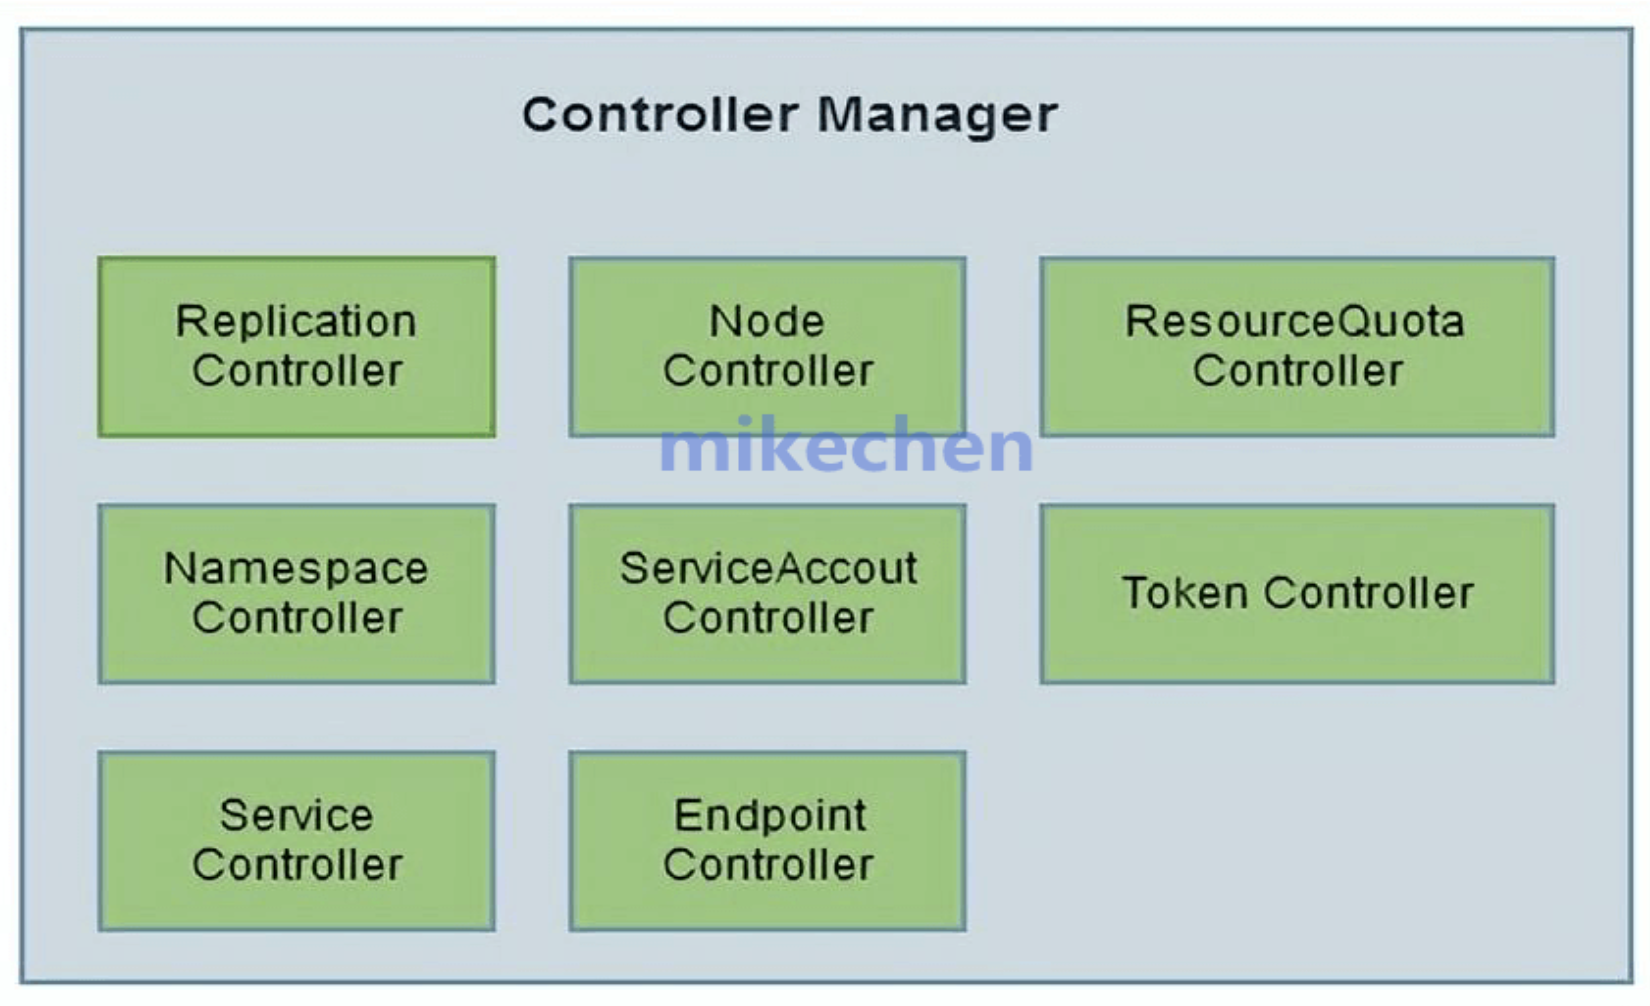 Controller Manager
Replication
Controller
Node
Controller
ResourceQuota
Controller
mikechen
Namespace
Controller
ServiceAccout
Controller
Token Controller
Service
Controller
Endpoint
Controller